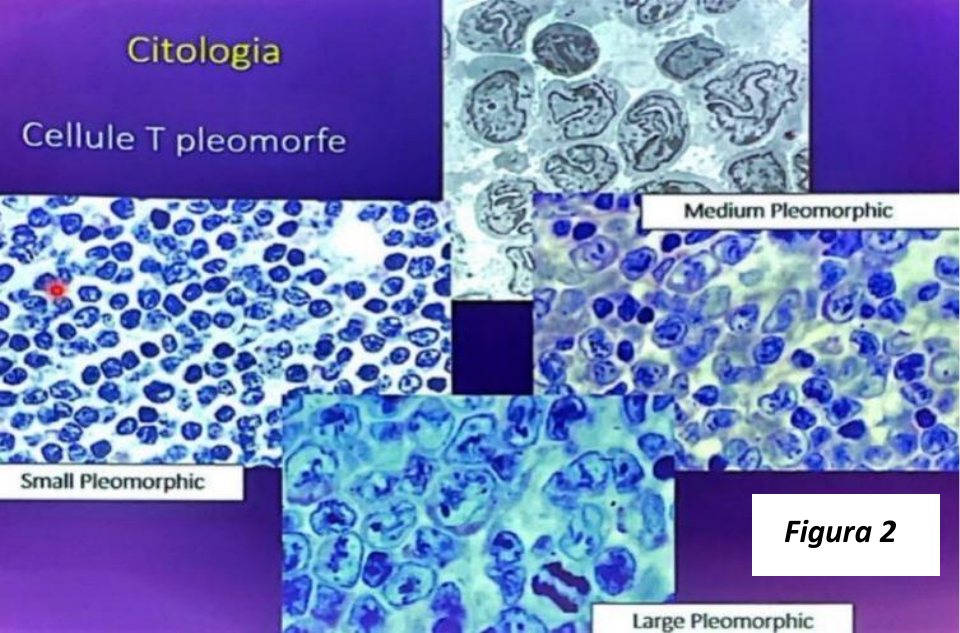 Citologia
Cellule T pleomorfe
Medium Pleomorphic
Small Pleomorphic
Figura 2
Large Pleomorphic